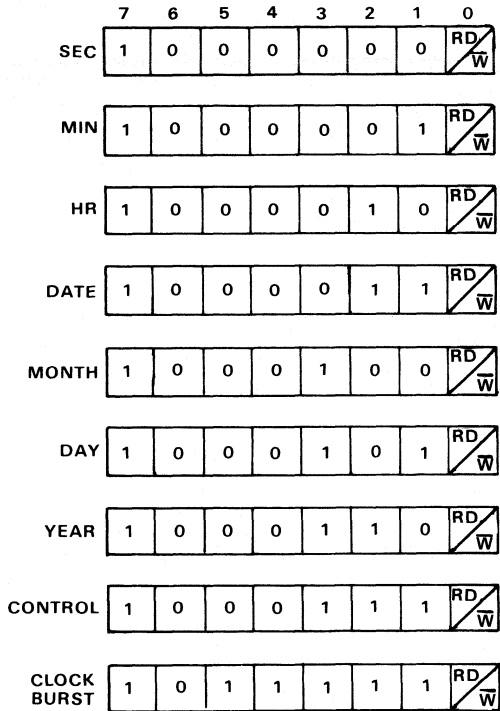 7 6 5 4 3 2 1 0
SEC 1 0 0 0 0 0 0 RD/W̅
MIN 1 0 0 0 0 0 1 RD/W̅
HR 1 0 0 0 0 1 0 RD/W̅
DATE 1 0 0 0 0 1 1 RD/W̅
MONTH 1 0 0 0 1 0 0 RD/W̅
DAY 1 0 0 0 1 0 1 RD/W̅
YEAR 1 0 0 0 1 1 0 RD/W̅
CONTROL 1 0 0 0 1 1 1 RD/W̅
CLOCK
BURST 1 0 1 1 1 1 1 RD/W̅